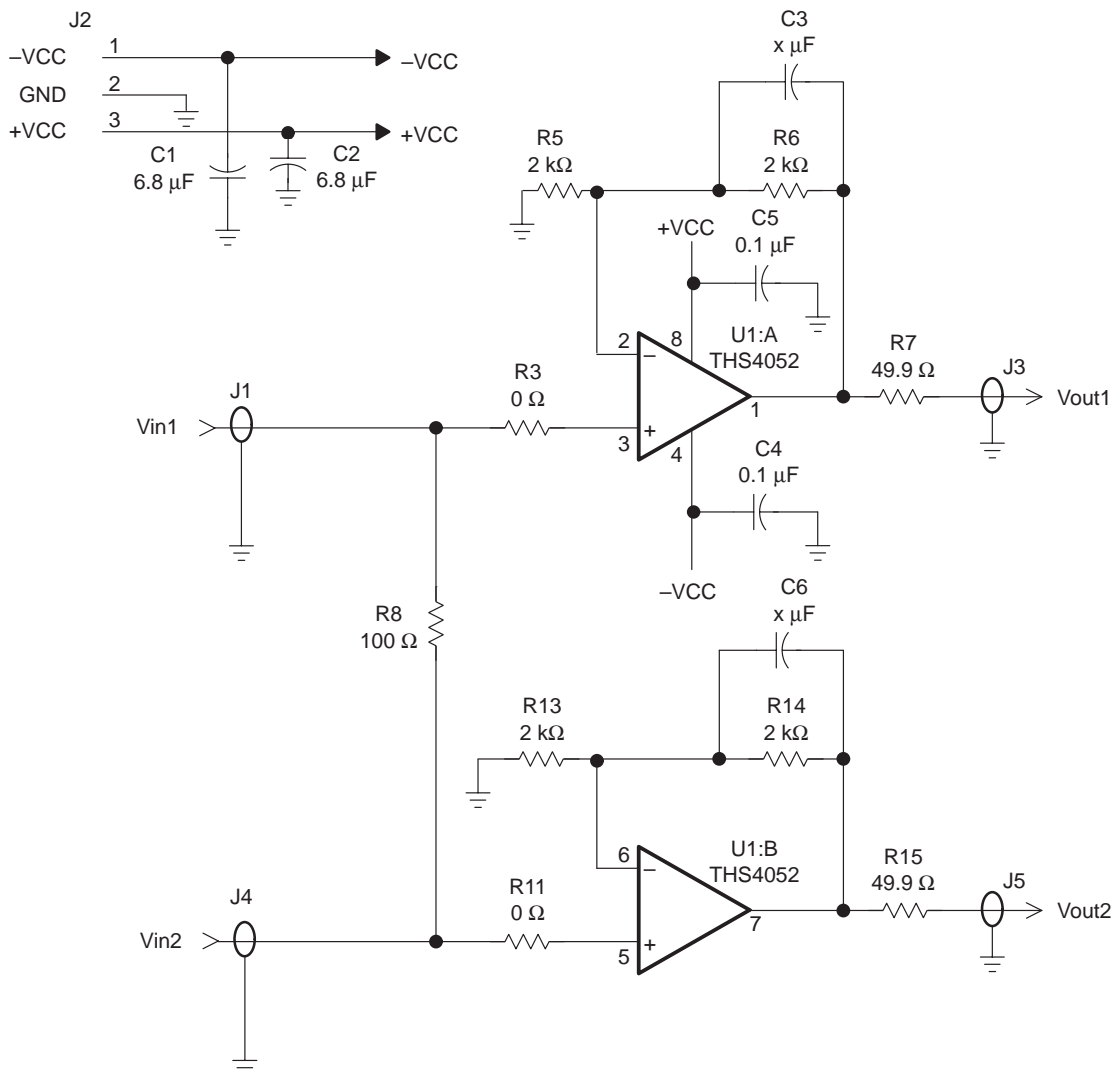 J2
–VCC
1
–VCC
GND
2
+VCC
3
+VCC
C1
6.8 µF
C2
6.8 µF
C3
x µF
R5
2 kΩ
R6
2 kΩ
+VCC
C5
0.1 µF
2
–
8
U1:A
THS4052
1
3
+
4
R7
49.9 Ω
J3
Vout1
Vin1
J1
R3
0 Ω
C4
0.1 µF
–VCC
R8
100 Ω
C6
x µF
R13
2 kΩ
R14
2 kΩ
6
–
U1:B
THS4052
7
5
+
R15
49.9 Ω
J5
Vout2
Vin2
J4
R11
0 Ω